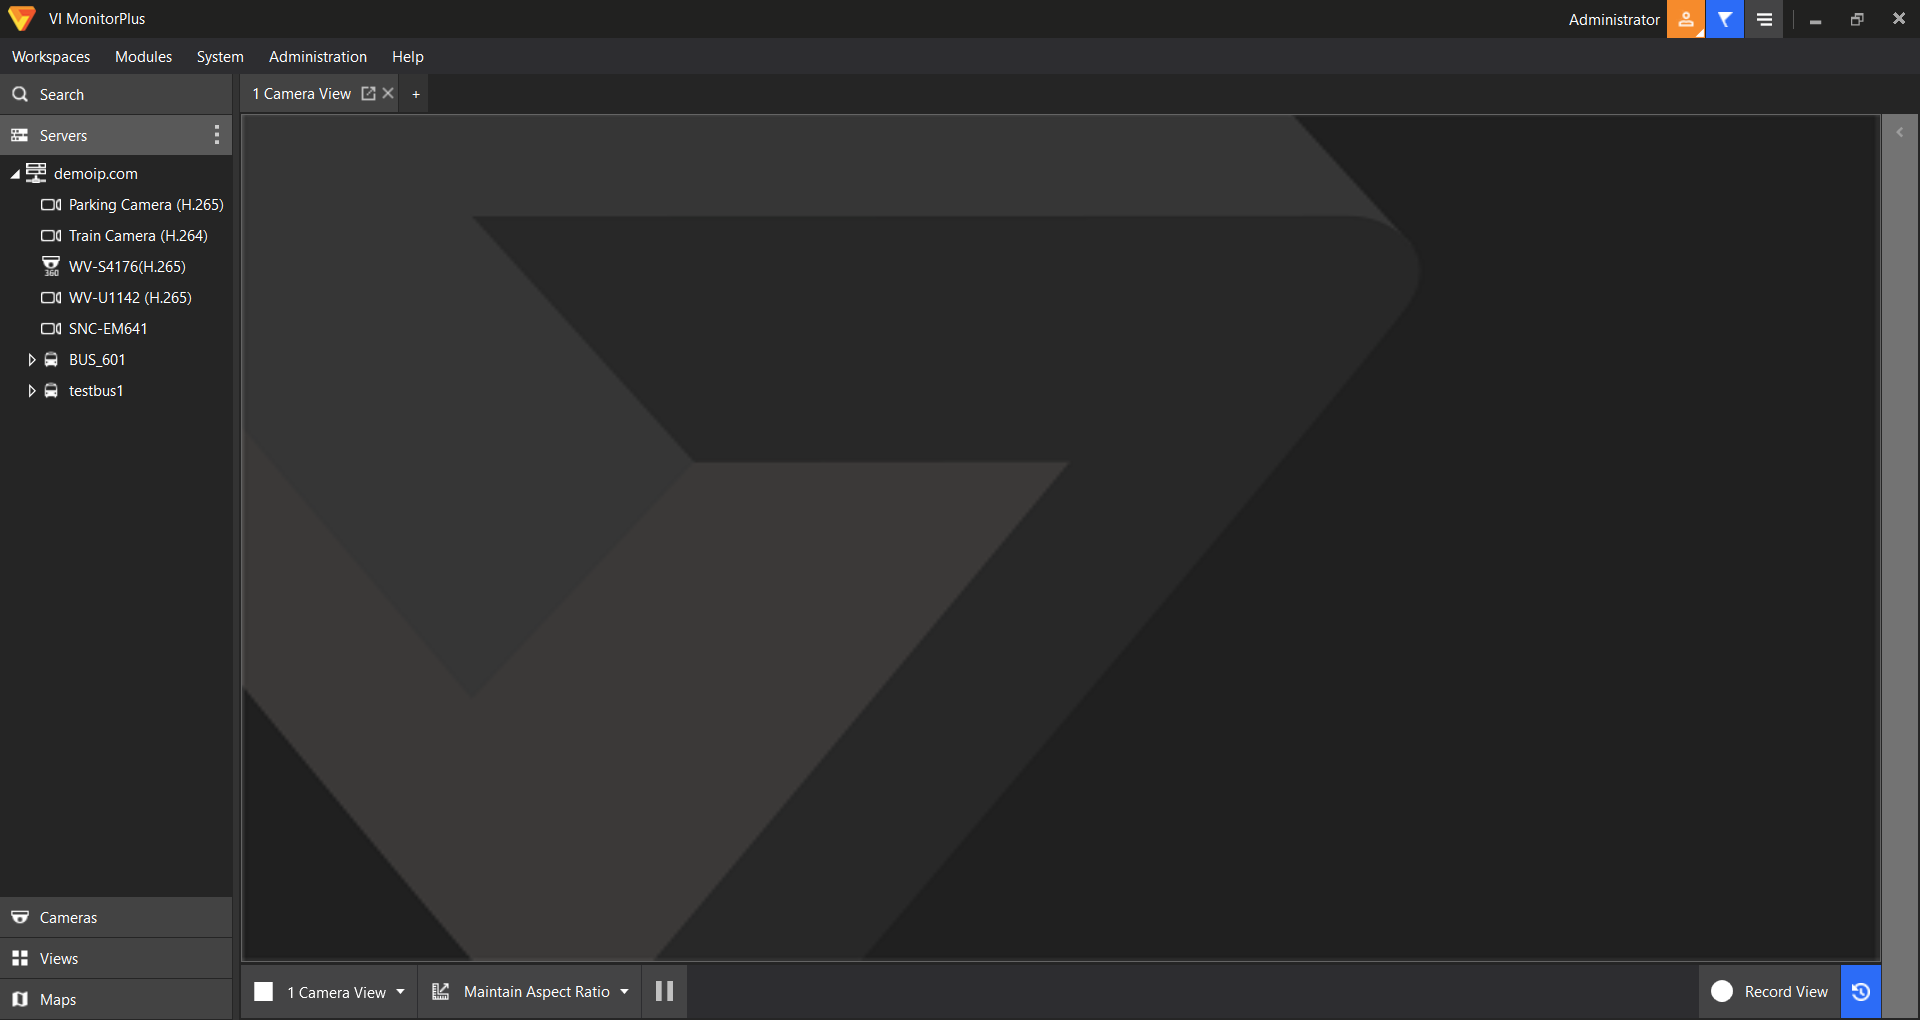 VI MonitorPlus
Administrator
Workspaces Modules System Administration Help
Search
1 Camera View +
Servers
demoip.com
Parking Camera (H.265)
Train Camera (H.264)
360
WV-S4176(H.265)
WV-U1142 (H.265)
SNC-EM641
BUS_601
testbus1
Cameras
Views
Maps
1 Camera View
Maintain Aspect Ratio
Record View